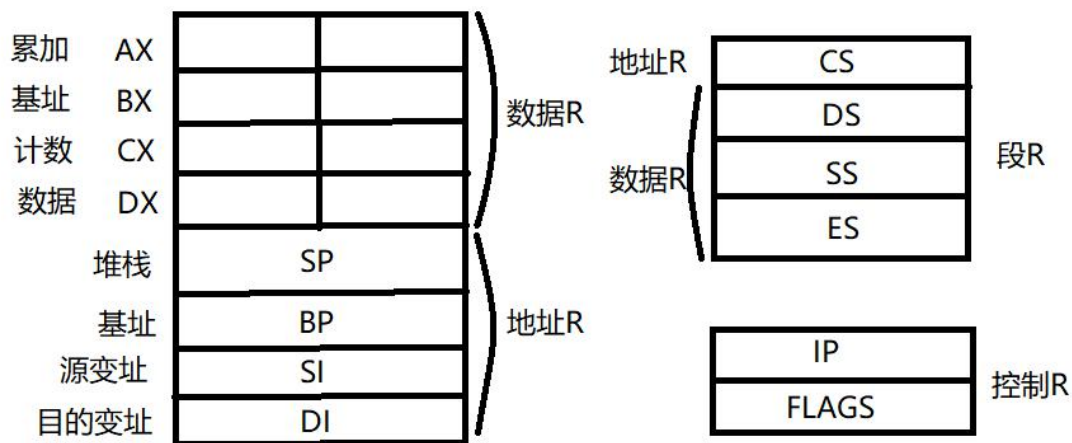 累加 AX
基址 BX
计数 CX
数据 DX
数据R
堆栈 SP
基址 BP
源变址 SI
目的变址 DI
地址R
地址R CS
DS
SS
ES
数据R
段R
IP
FLAGS
控制R